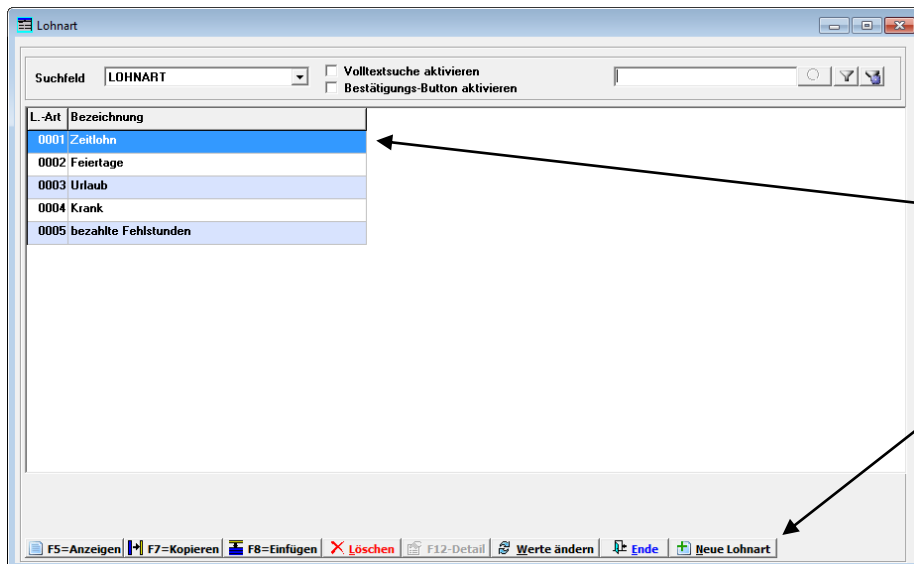 Lohnart
Suchfeld LOHNART Volltextsuche aktivieren
Bestätigungs-Button aktivieren
L.-Art Bezeichnung
0001 Zeitlohn
0002 Feiertage
0003 Urlaub
0004 Krank
0005 bezahlte Fehlstunden
F5=Anzeigen F7=Kopieren F8=Einfügen Löschen F12-Detail Werte ändern Ende Neue Lohnart